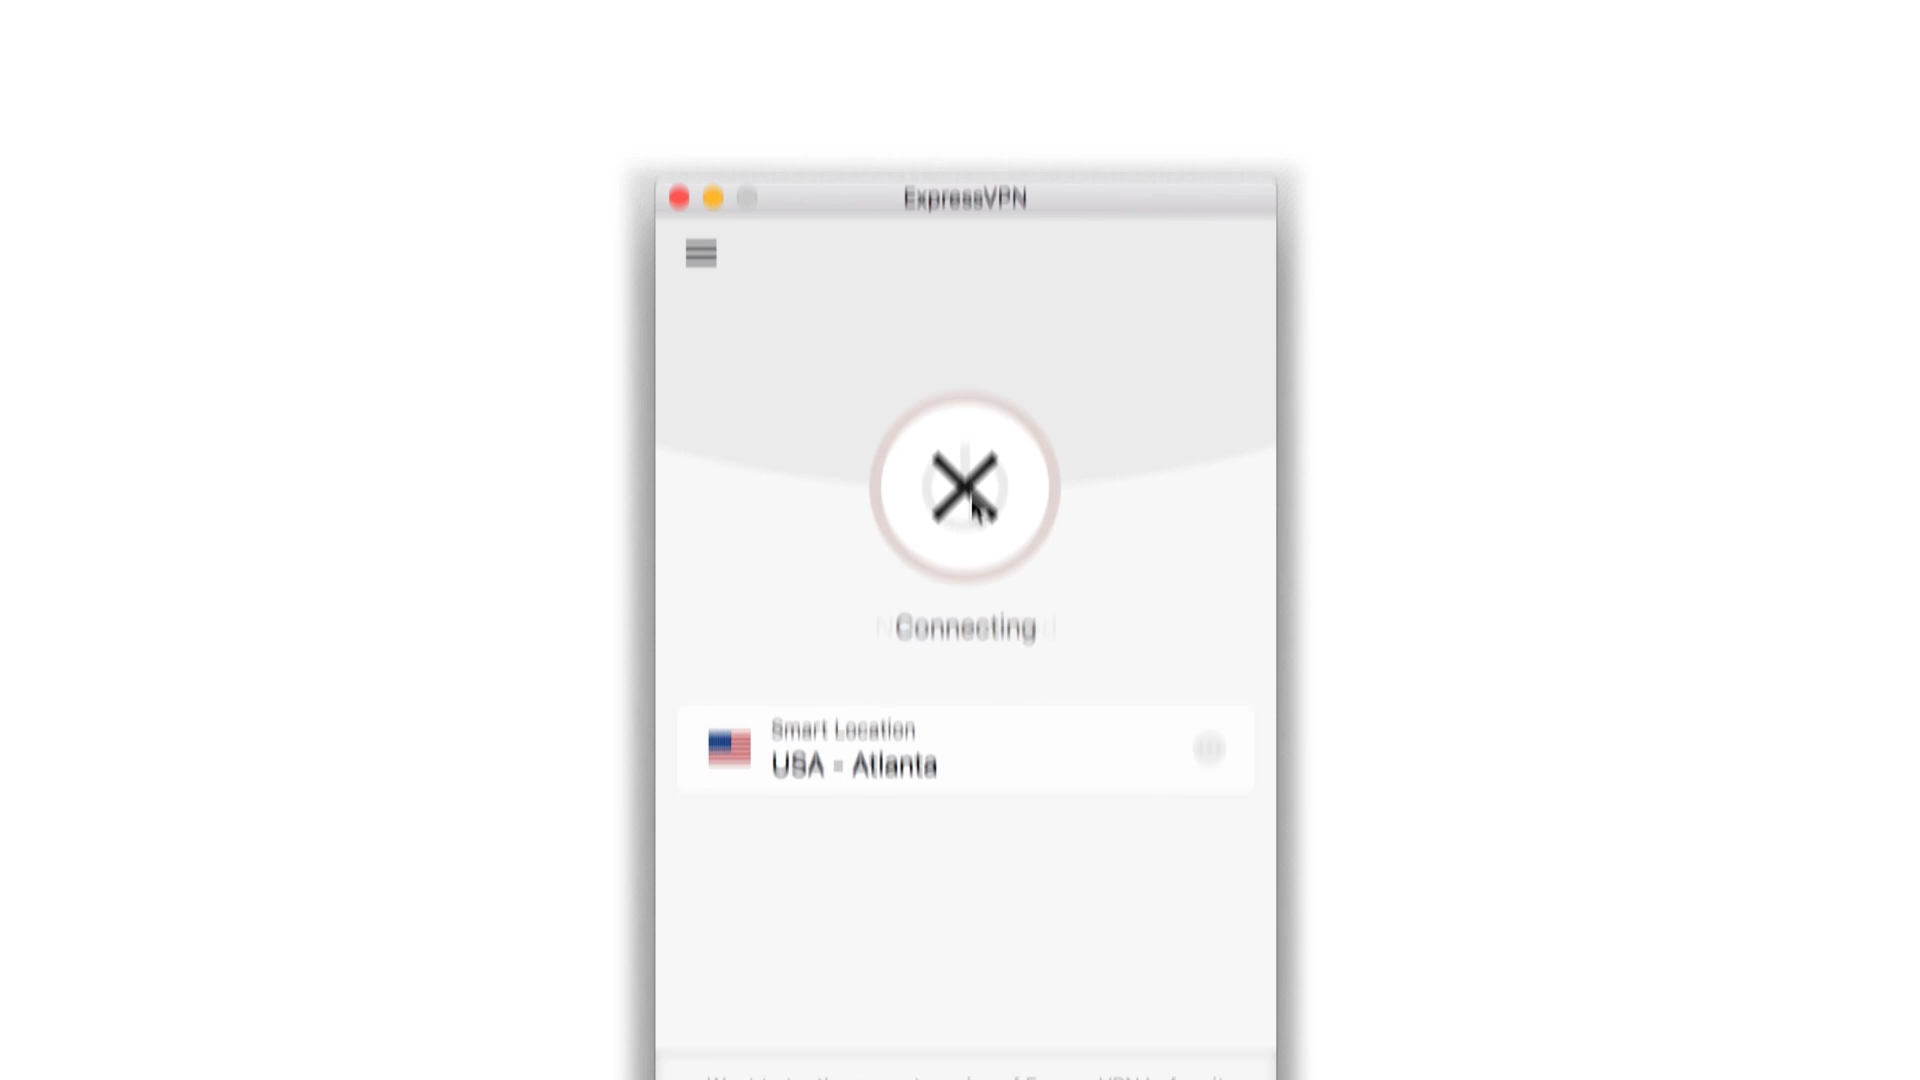 ExpressVPN
Connecting
Smart Location
USA - Atlanta